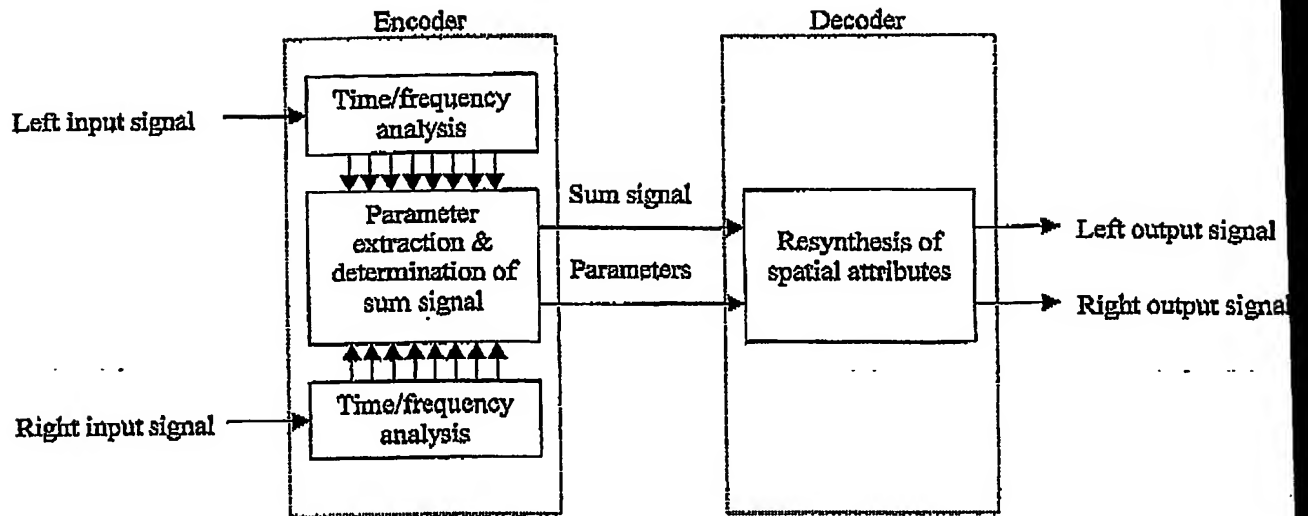 Encoder
Decoder
Time/frequency
analysis
Left input signal
Parameter
extraction &
determination of
sum signal
Sum signal
Parameters
Resynthesis of
spatial attributes
Left output signal
Right output signal
Time/frequency
analysis
Right input signal